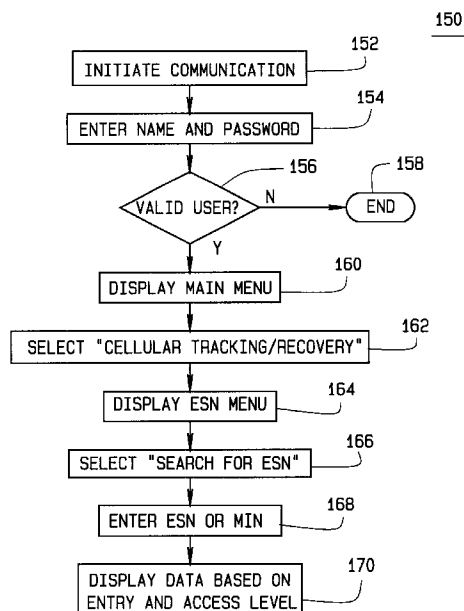 150
152
INITIATE COMMUNICATION
154
ENTER NAME AND PASSWORD
156
158
VALID USER?
N
END
Y
160
DISPLAY MAIN MENU
162
SELECT "CELLULAR TRACKING/RECOVERY"
164
DISPLAY ESN MENU
166
SELECT "SEARCH FOR ESN"
168
ENTER ESN OR MIN
170
DISPLAY DATA BASED ON
ENTRY AND ACCESS LEVEL